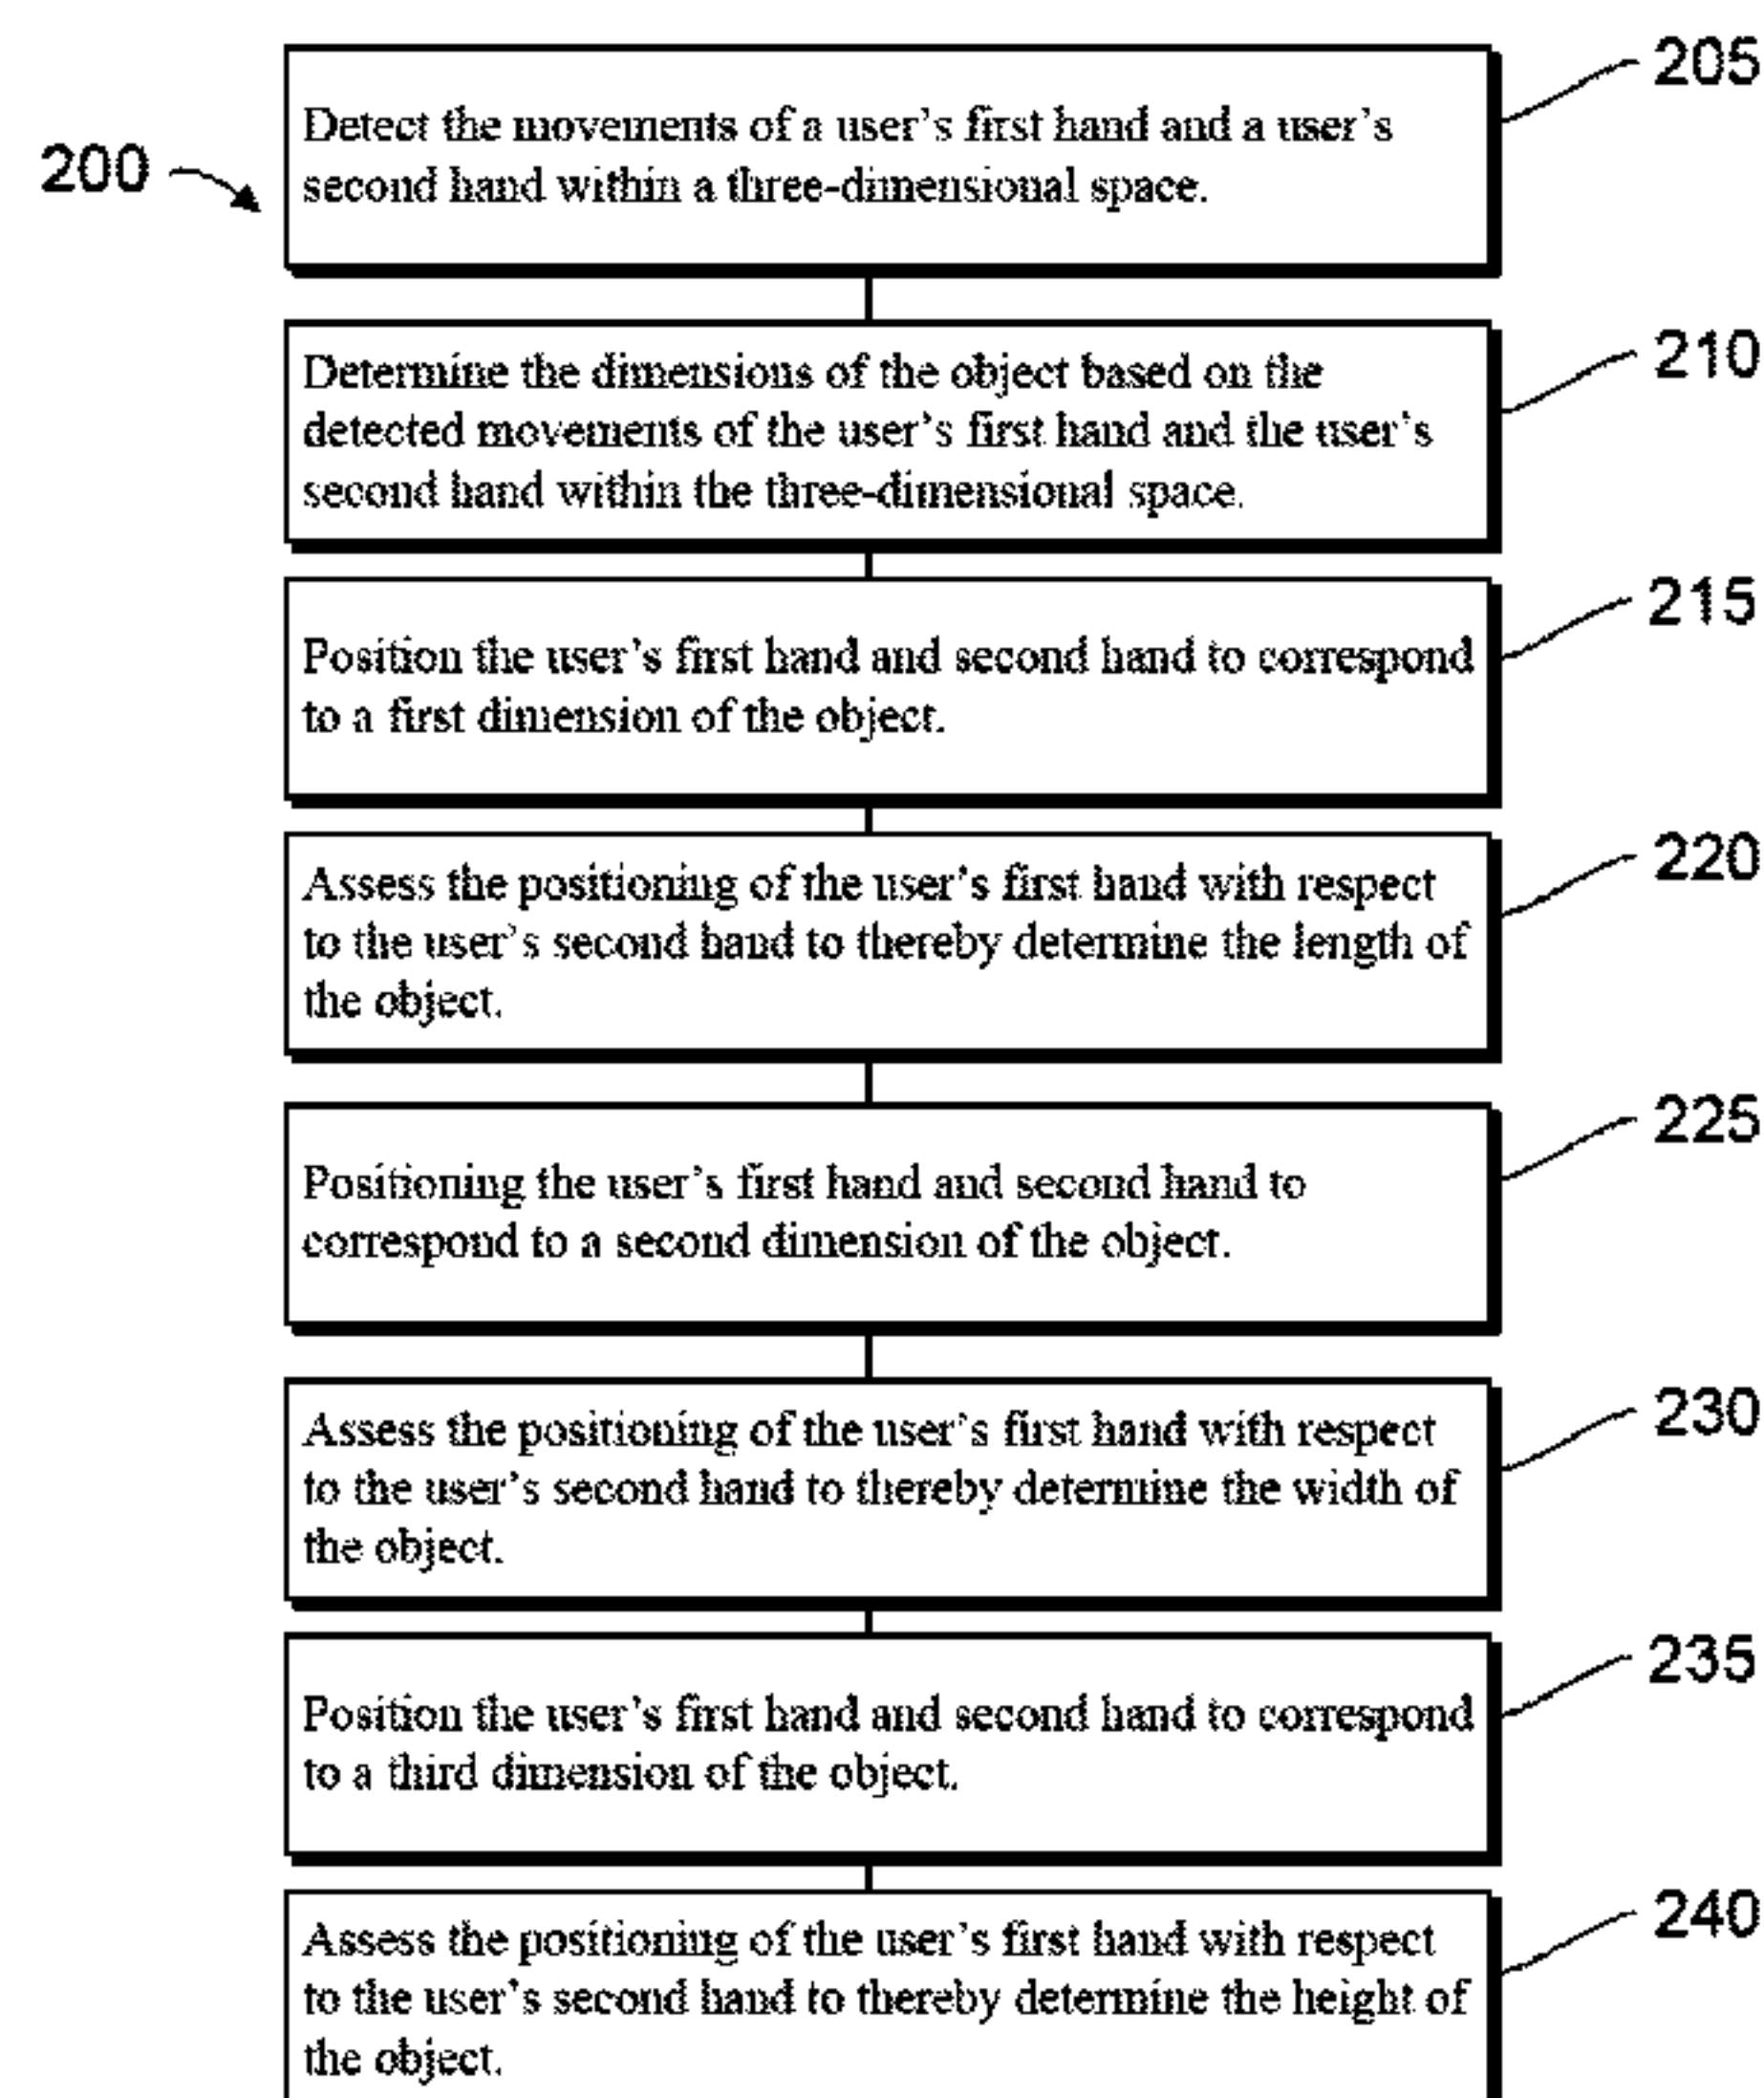 205
200
Detect the movements of a user's first hand and a user's
second hand within a three-dimensional space.
210
Determine the dimensions of the object based on the
detected movements of the user's first hand and the user's
second hand within the three-dimensional space.
215
Position the user's first hand and second hand to correspond
to a first dimension of the object.
220
Assess the positioning of the user's first hand with respect
to the user's second hand to thereby determine the length of
the object.
225
Positioning the user's first hand and second hand to
correspond to a second dimension of the object.
230
Assess the positioning of the user's first hand with respect
to the user's second hand to thereby determine the width of
the object.
235
Position the user's first hand and second hand to correspond
to a third dimension of the object.
240
Assess the positioning of the user's first hand with respect
to the user's second hand to thereby determine the height of
the object.